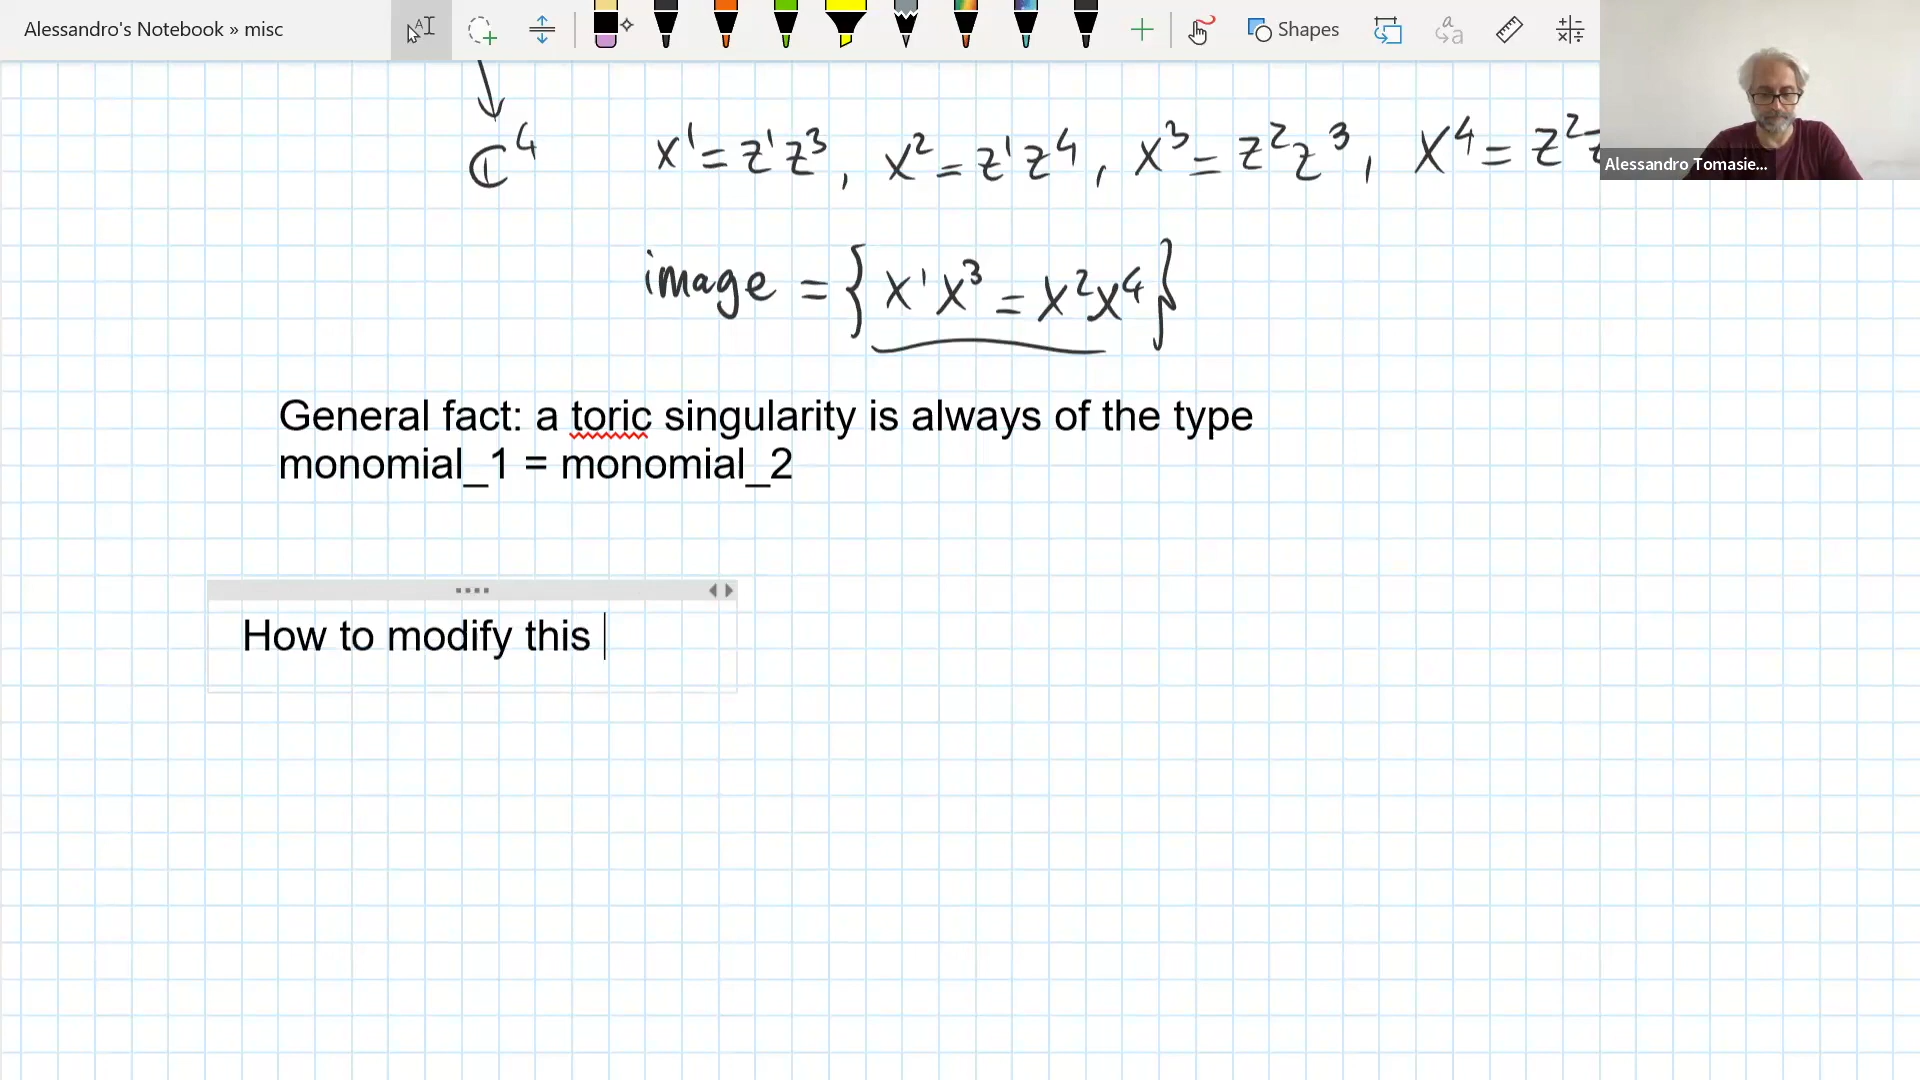 Alessandro's Notebook » misc
Shapes
Alessandro Tomasie...
ℂ⁴ x¹ = z¹z³, x² = z¹z⁴, x³ = z²z³, x⁴ = z²
image = {x¹x³ = x²x⁴}
General fact: a toric singularity is always of the type
monomial_1 = monomial_2
How to modify this